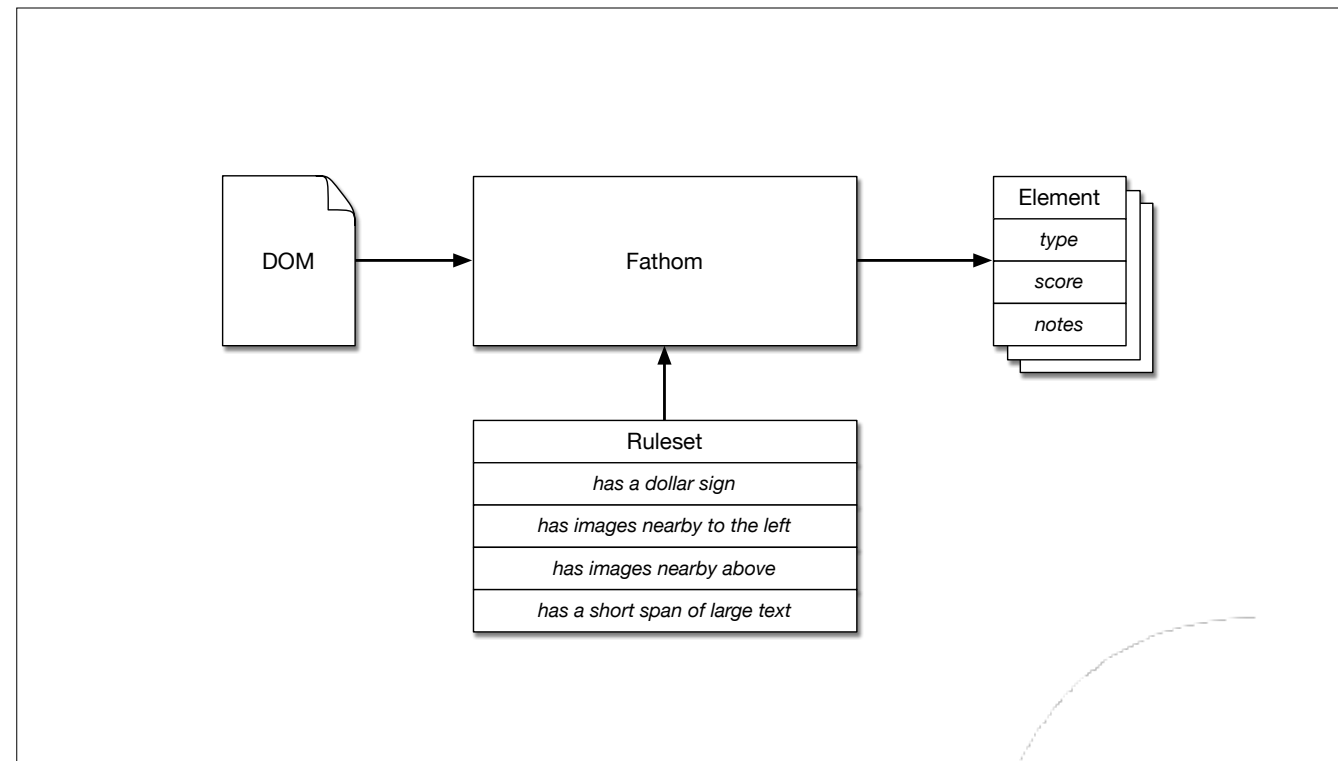 DOM
Fathom
Element
type
score
notes
Ruleset
has a dollar sign
has images nearby to the left
has images nearby above
has a short span of large text